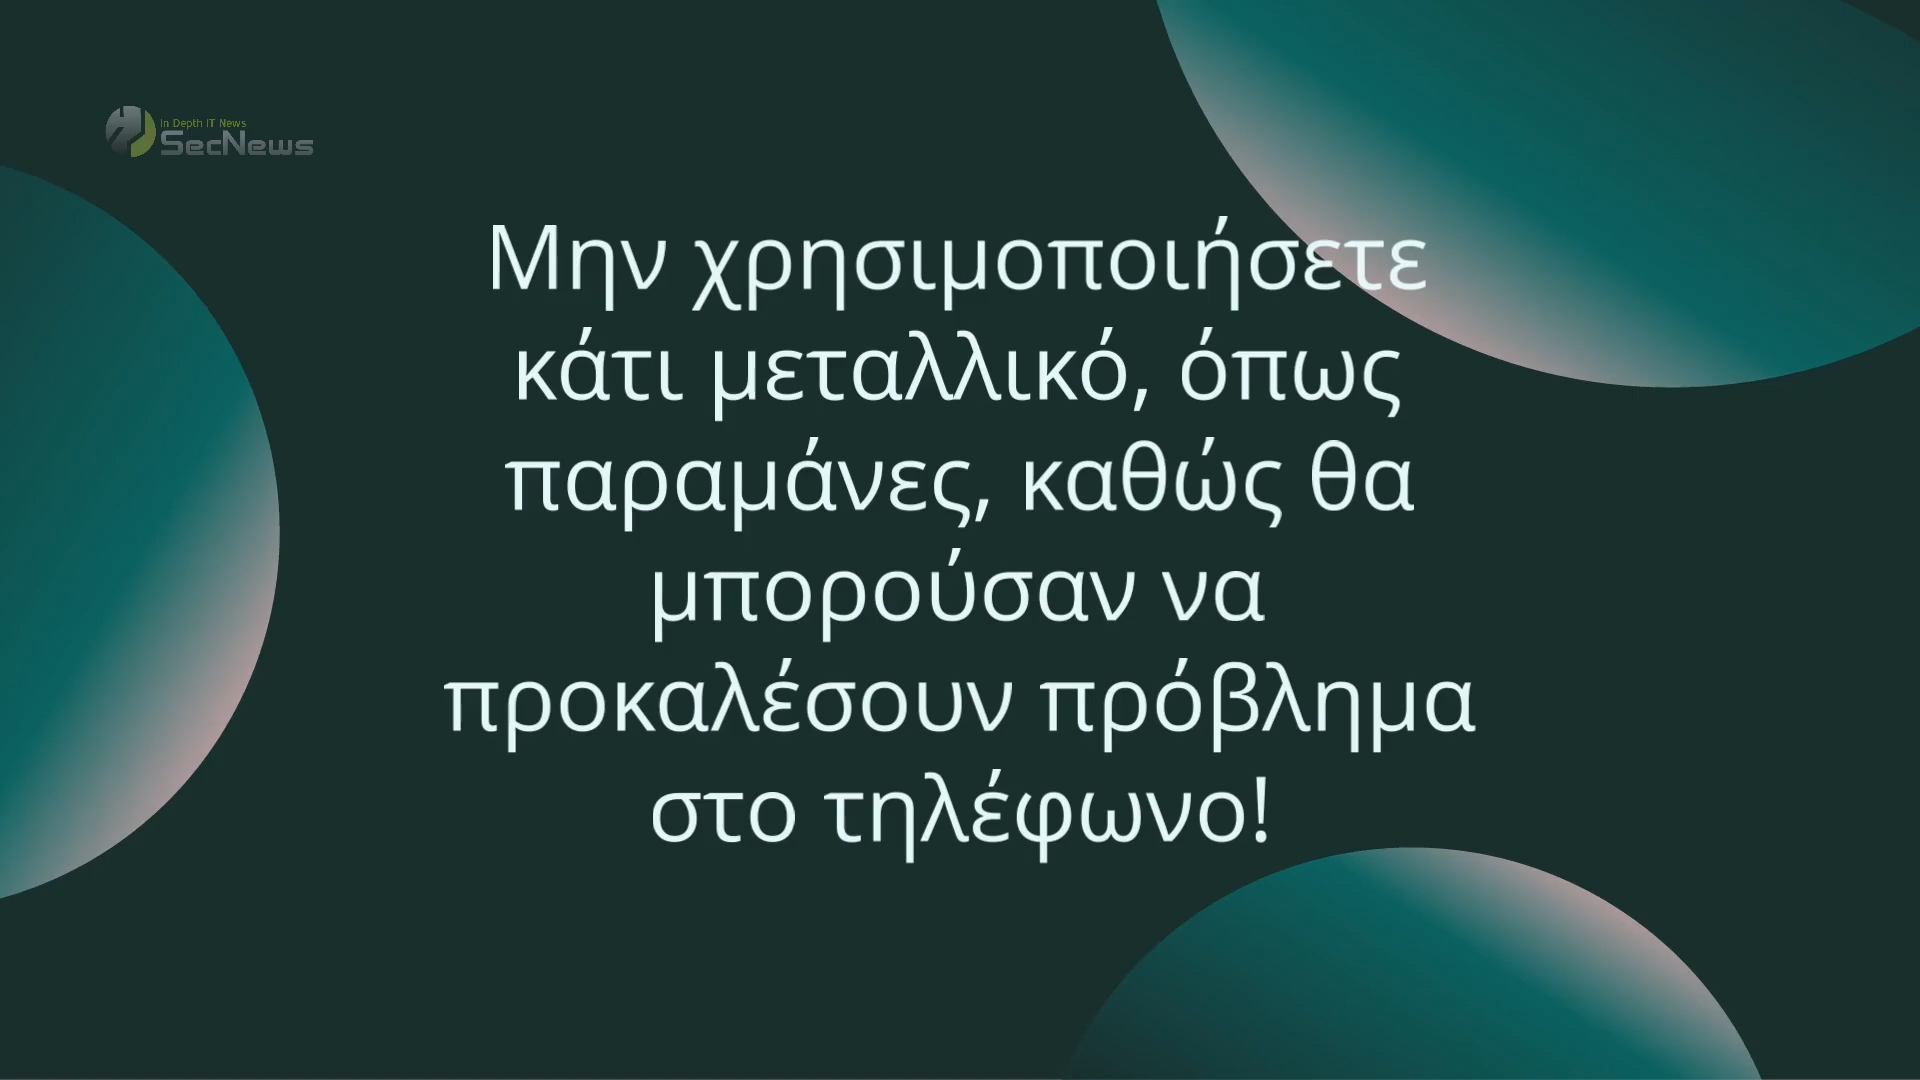 In Depth IT News
SecNews
Μην χρησιμοποιήσετε
κάτι μεταλλικό, όπως
παραμάνες, καθώς θα
μπορούσαν να
προκαλέσουν πρόβλημα
στο τηλέφωνο!